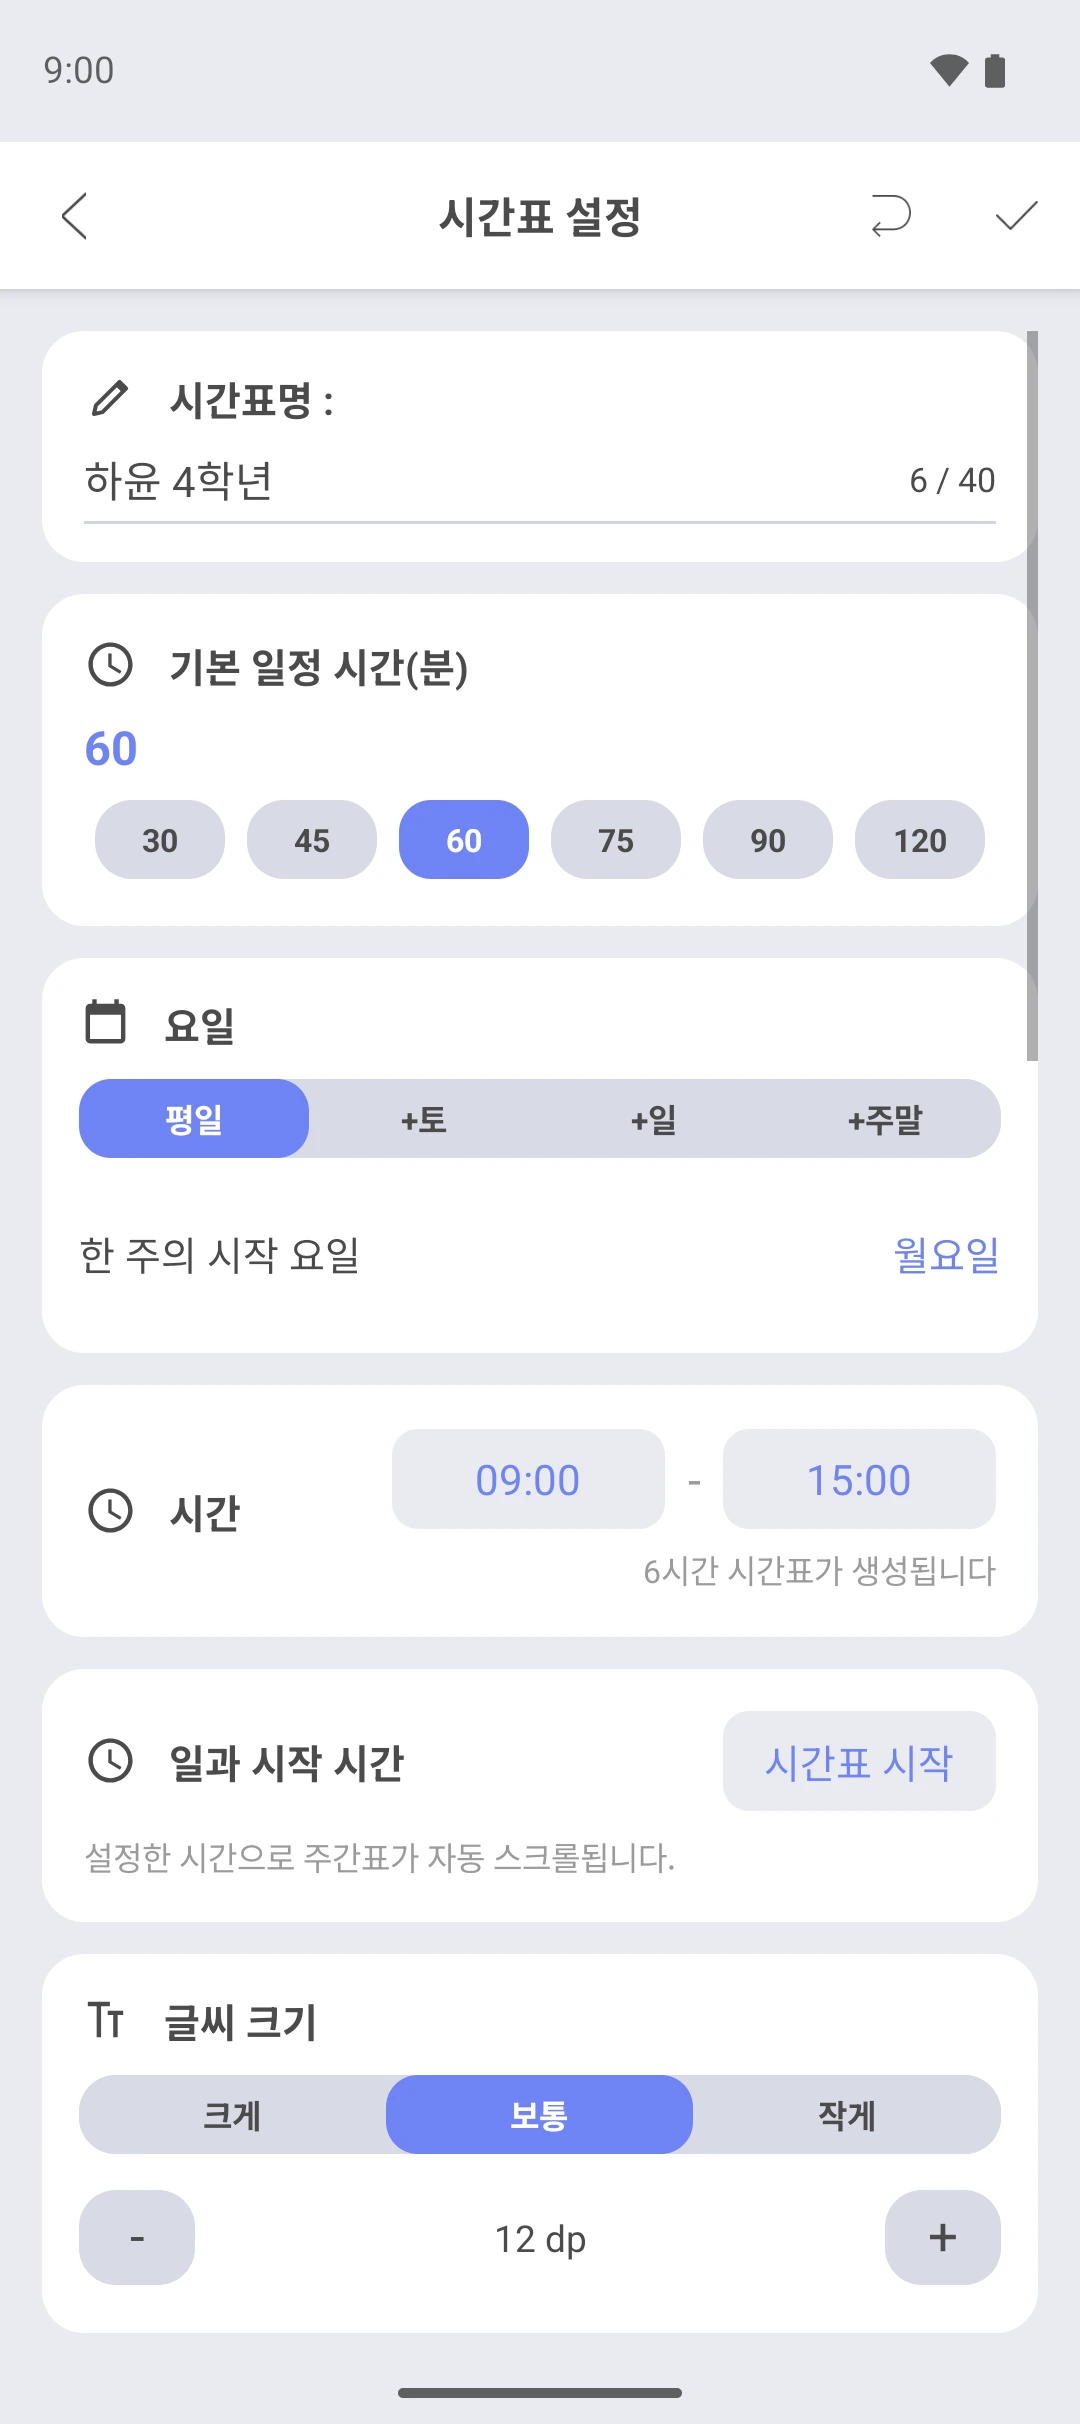 9:00
시간표 설정
시간표명 :
하윤 4학년 6 / 40
기본 일정 시간(분)
60
30 45 60 75 90 120
요일
평일 +토 +일 +주말
한 주의 시작 요일 월요일
시간 09:00 - 15:00
6시간 시간표가 생성됩니다
일과 시작 시간 시간표 시작
설정한 시간으로 주간표가 자동 스크롤됩니다.
Tт 글씨 크기
크게 보통 작게
- 12 dp +